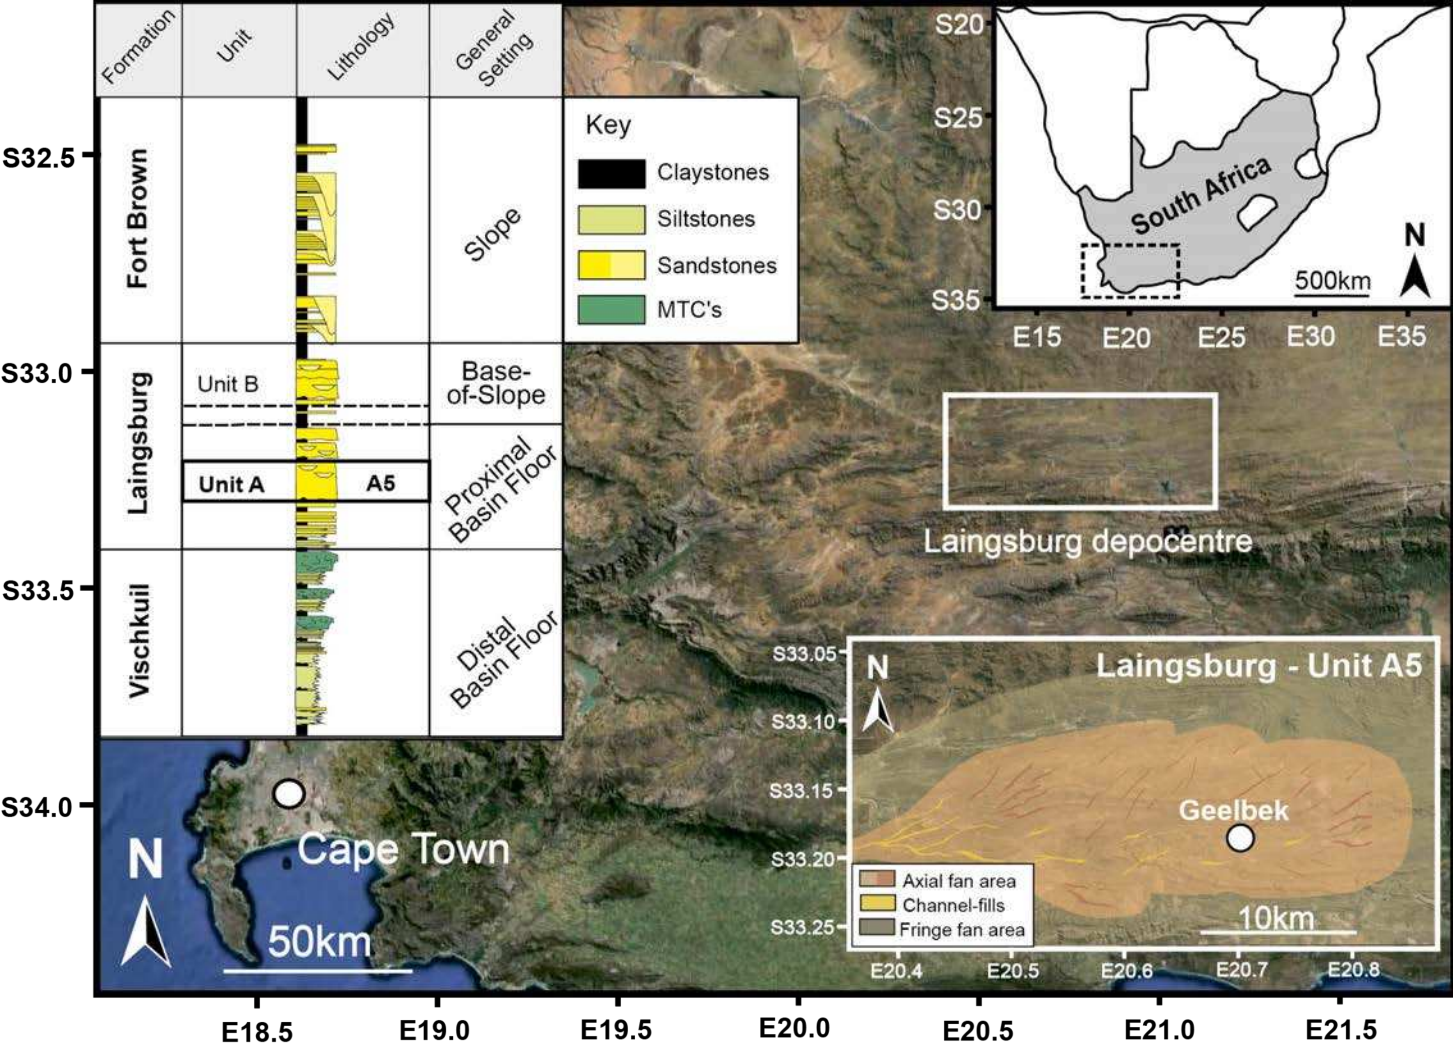 Formation
Unit
Lithology
General
Setting
Fort Brown
Slope
Laingsburg
Unit B
Base-
of-Slope
Unit A
A5
Proximal
Basin Floor
Vischkuil
Distal
Basin Floor
Key
Claystones
Siltstones
Sandstones
MTC's
S20
S25
S30
S35
South Africa
N
500km
E15
E20
E25
E30
E35
Laingsburg depocentre
S33.05
S33.10
S33.15
S33.20
S33.25
N
Laingsburg - Unit A5
Geelbek
Axial fan area
Channel-fills
Fringe fan area
10km
E20.4
E20.5
E20.6
E20.7
E20.8
Cape Town
N
50km
S32.5
S33.0
S33.5
S34.0
E18.5
E19.0
E19.5
E20.0
E20.5
E21.0
E21.5